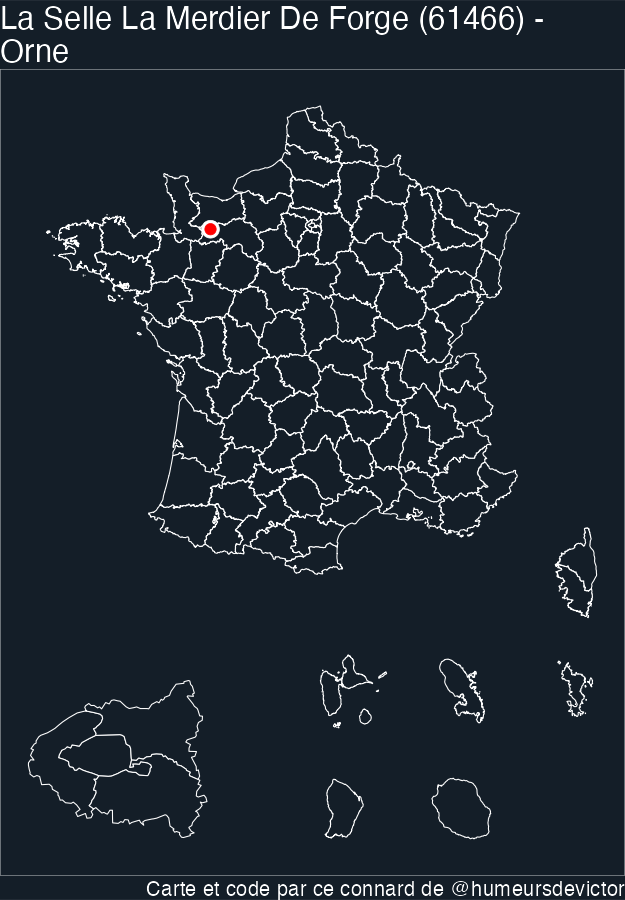 La Selle La Merdier De Forge (61466) -
Orne
Carte et code par ce connard de @humeursdevictor